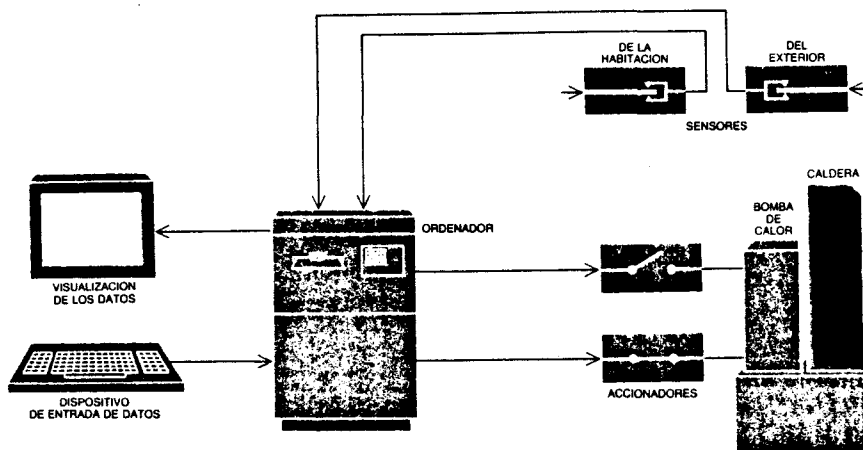 DE LA
HABITACION
DEL
EXTERIOR
SENSORES
CALDERA
BOMBA
DE
CALOR
ORDENADOR
VISUALIZACION
DE LOS DATOS
DISPOSITIVO
DE ENTRADA DE DATOS
ACCIONADORES